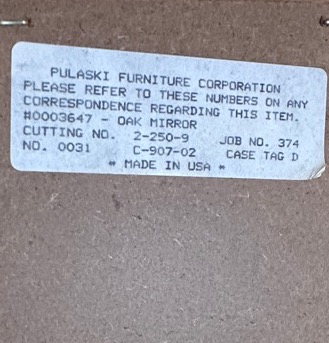 PULASKI FURNITURE CORPORATION
PLEASE REFER TO THESE NUMBERS ON ANY
CORRESPONDENCE REGARDING THIS ITEM.
#0003647 - OAK MIRROR
CUTTING NO. 2-250-9 JOB NO. 374
NO. 0031 C-907-02 CASE TAG D
* MADE IN USA *